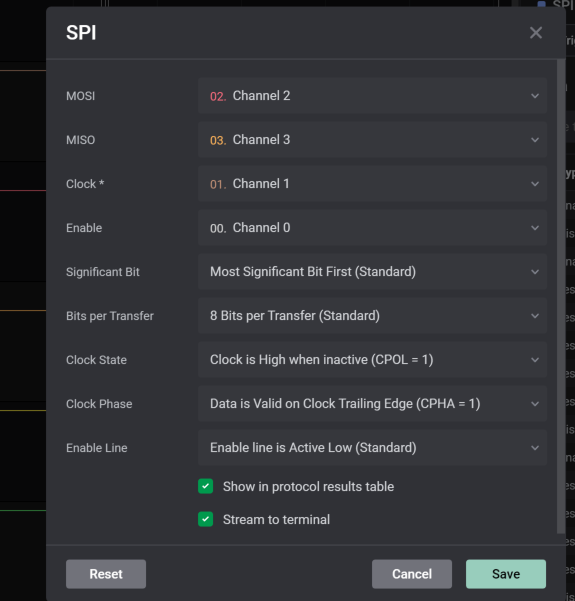 SPI
MOSI 02. Channel 2
MISO 03. Channel 3
Clock * 01. Channel 1
Enable 00. Channel 0
Significant Bit Most Significant Bit First (Standard)
Bits per Transfer 8 Bits per Transfer (Standard)
Clock State Clock is High when inactive (CPOL = 1)
Clock Phase Data is Valid on Clock Trailing Edge (CPHA = 1)
Enable Line Enable line is Active Low (Standard)
Show in protocol results table
Stream to terminal
Reset Cancel Save
SPI